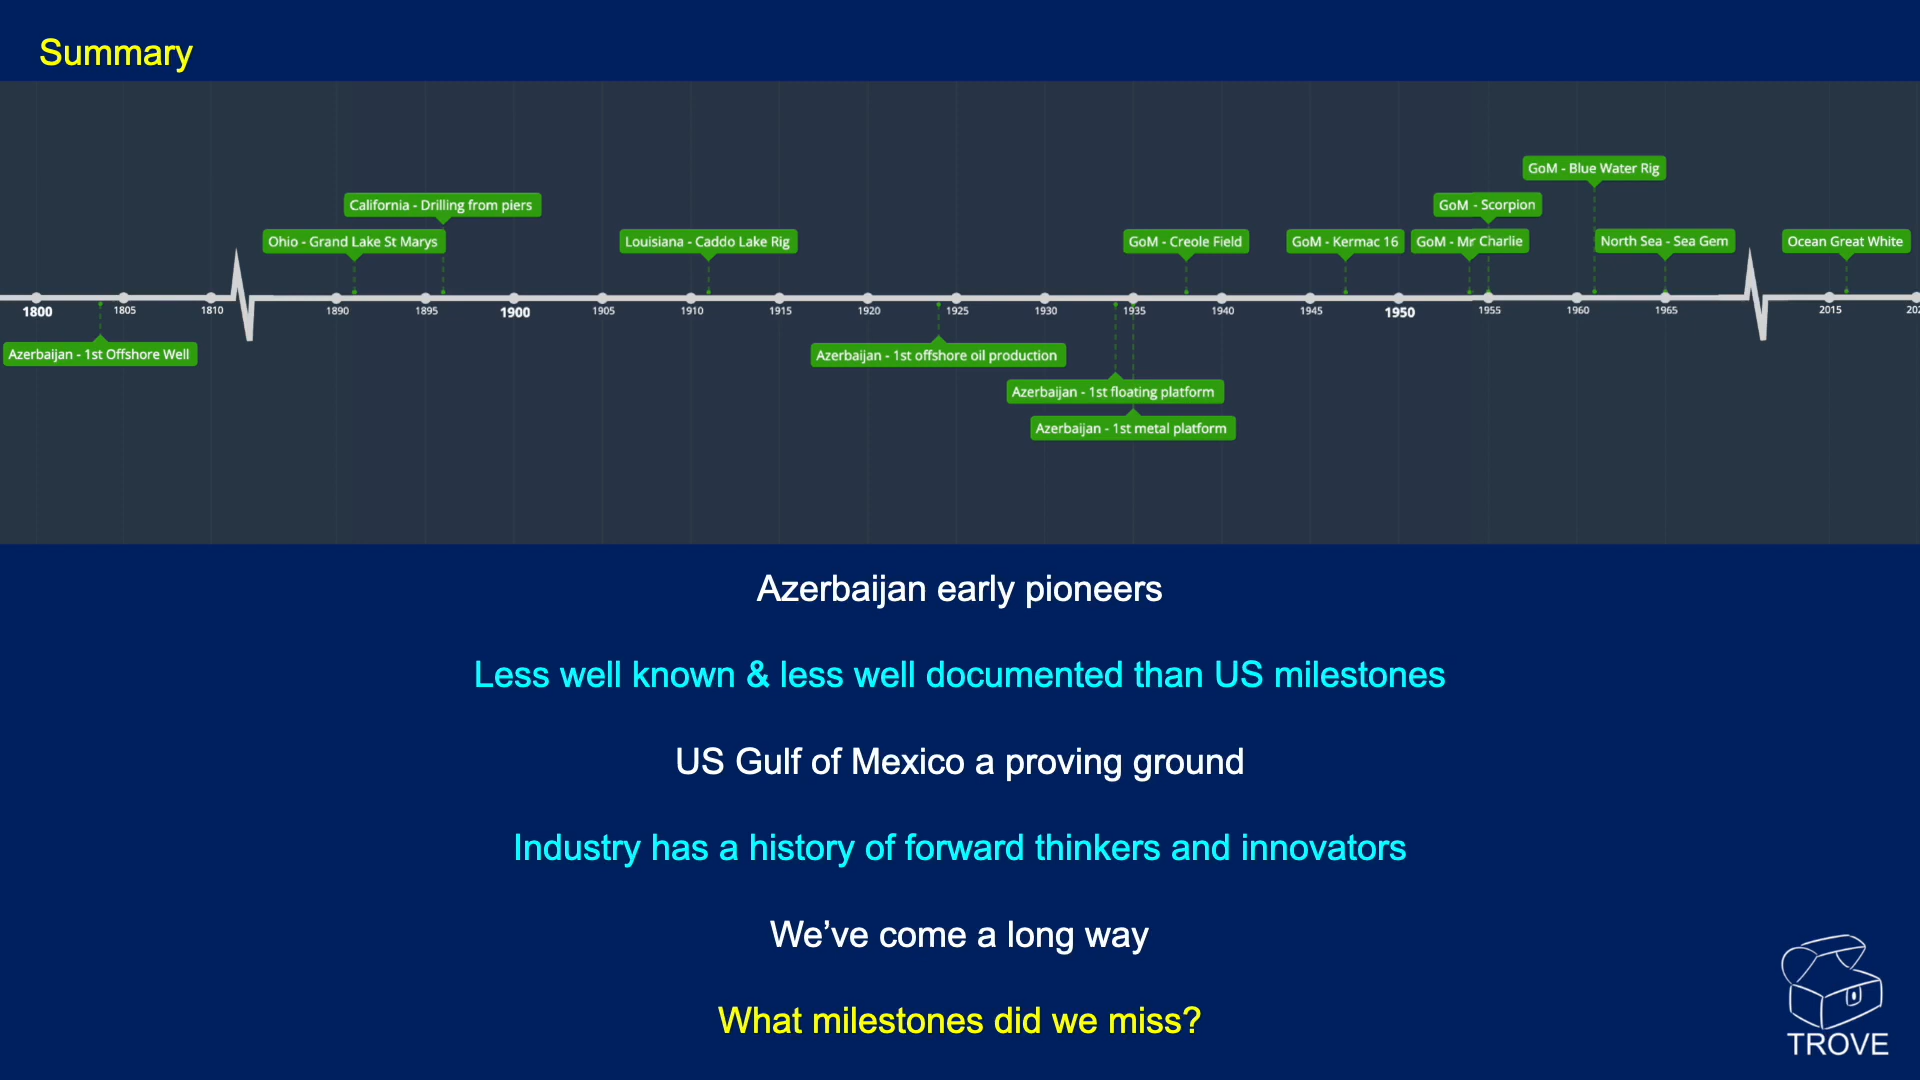 Summary
GoM - Blue Water Rig
California - Drilling from piers
GoM - Scorpion
Ohio - Grand Lake St Marys
Louisiana - Caddo Lake Rig
GoM - Creole Field
GoM - Kermac 16
GoM - Mr Charlie
North Sea - Sea Gem
Ocean Great White
1800 1805 1810 1890 1895 1900 1905 1910 1915 1920 1925 1930 1935 1940 1945 1950 1955 1960 1965 2015
Azerbaijan - 1st Offshore Well
Azerbaijan - 1st offshore oil production
Azerbaijan - 1st floating platform
Azerbaijan - 1st metal platform
Azerbaijan early pioneers
Less well known & less well documented than US milestones
US Gulf of Mexico a proving ground
Industry has a history of forward thinkers and innovators
We’ve come a long way
What milestones did we miss?
TROVE